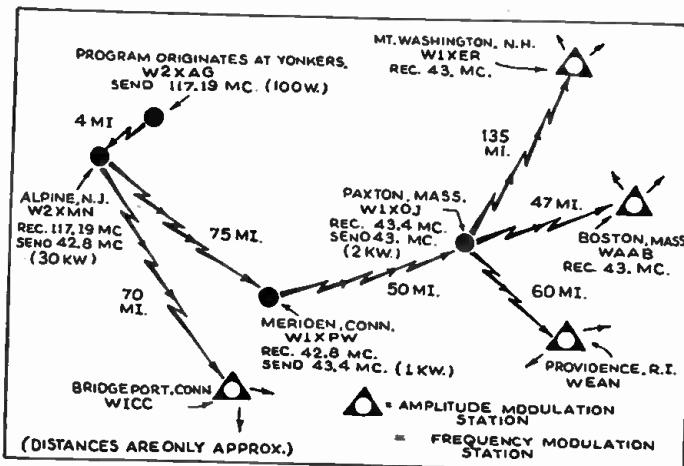 PROGRAM ORIGINATES AT YONKERS,
W2XAG
SEND 117.19 MC. (100W.)
4 MI
ALPINE, N.J.
W2XMN
REC. 117.19 MC
SEND 42.8 MC
(30 KW)
75 MI.
70
MI.
BRIDGEPORT, CONN
WICC
MERIDEN, CONN.
W1XPW
REC. 42.8 MC.
SEND 43.4 MC. (1KW.)
50 MI.
PAXTON, MASS.
W1XOJ
REC. 43.4 MC.
SEND 43. MC.
(2 KW.)
MT. WASHINGTON, N.H.
W1XER
REC. 43. MC.
135
MI.
47 MI.
BOSTON, MASS
WAAB
REC. 43. MC.
60 MI.
PROVIDENCE, R.I.
WEAN
= AMPLITUDE MODULATION
STATION
= FREQUENCY MODULATION
STATION
(DISTANCES ARE ONLY APPROX.)